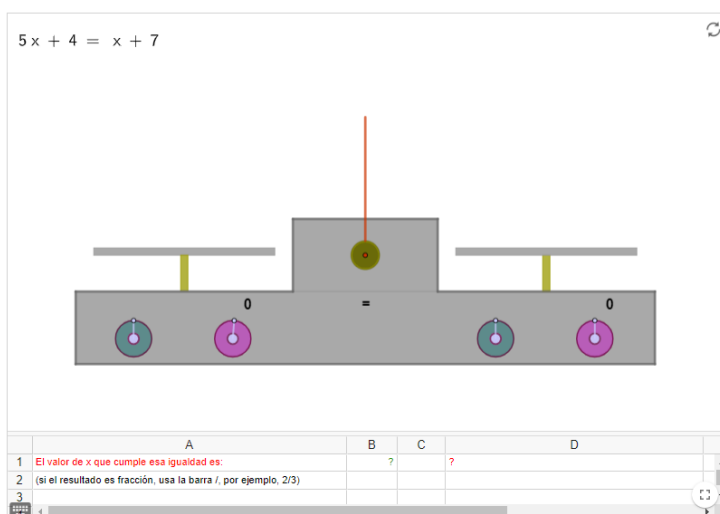 5x + 4 = x + 7
0 = 0
A B C D
1 El valor de x que cumple esa igualdad es: ? ?
2 (si el resultado es fracción, usa la barra /, por ejemplo, 2/3)
3